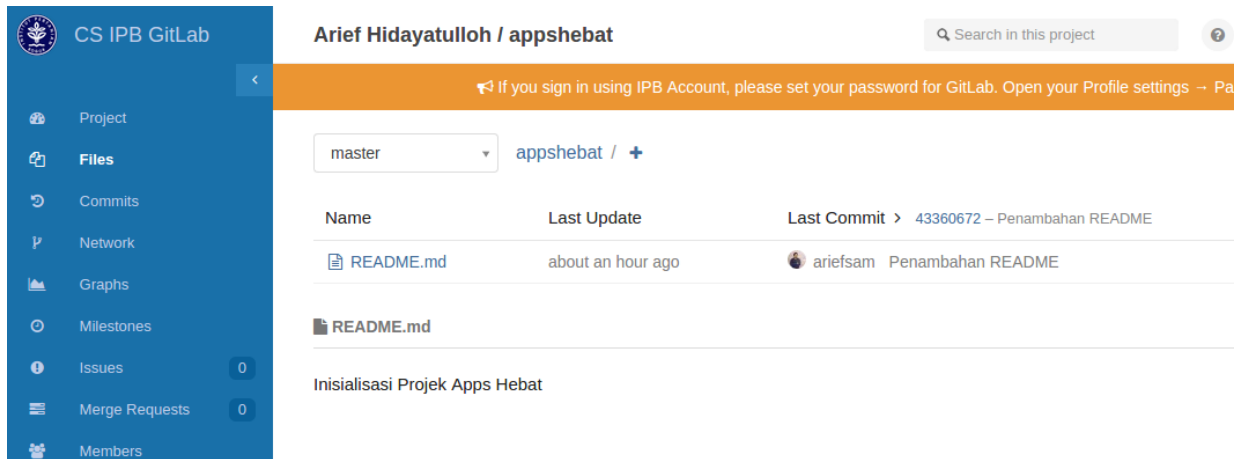 CS IPB GitLab
Arief Hidayatulloh / appshebat
Search in this project
If you sign in using IPB Account, please set your password for GitLab. Open your Profile settings → Pa
Project
Files
Commits
Network
Graphs
Milestones
Issues 0
Merge Requests 0
Members
master
appshebat / +
Name Last Update Last Commit > 43360672 – Penambahan README
README.md about an hour ago ariefsam Penambahan README
README.md
Inisialisasi Projek Apps Hebat